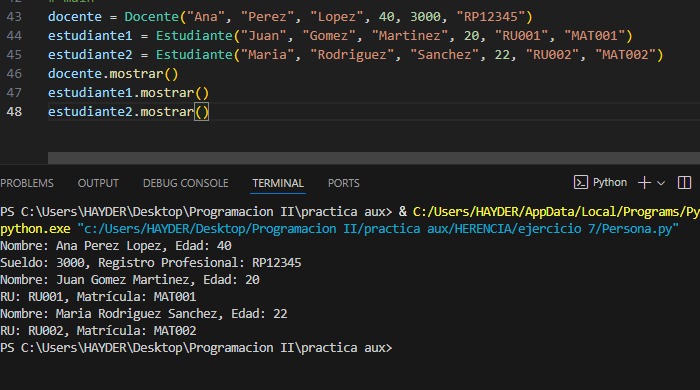 43 docente = Docente("Ana", "Perez", "Lopez", 40, 3000, "RP12345")
44 estudiante1 = Estudiante("Juan", "Gomez", "Martinez", 20, "RU001", "MAT001")
45 estudiante2 = Estudiante("Maria", "Rodriguez", "Sanchez", 22, "RU002", "MAT002")
46 docente.mostrar()
47 estudiante1.mostrar()
48 estudiante2.mostrar()
PROBLEMS OUTPUT DEBUG CONSOLE TERMINAL PORTS Python
PS C:\Users\HAYDER\Desktop\Programacion II\practica aux> & C:/Users/HAYDER/AppData/Local/Programs/Py
python.exe "c:/Users/HAYDER/Desktop/Programacion II/practica aux/HERENCIA/ejercicio 7/Persona.py"
Nombre: Ana Perez Lopez, Edad: 40
Sueldo: 3000, Registro Profesional: RP12345
Nombre: Juan Gomez Martinez, Edad: 20
RU: RU001, Matrícula: MAT001
Nombre: Maria Rodriguez Sanchez, Edad: 22
RU: RU002, Matrícula: MAT002
PS C:\Users\HAYDER\Desktop\Programacion II\practica aux>